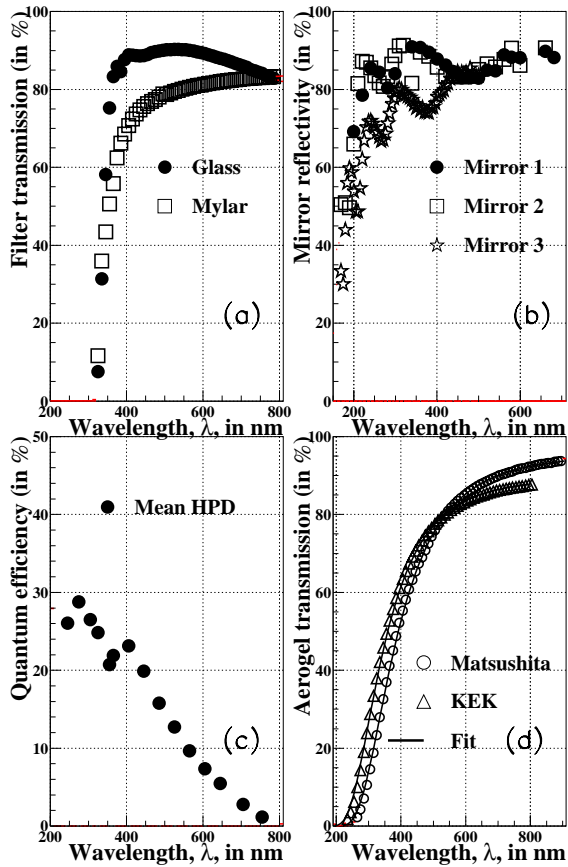 Filter transmission (in %)
100
80
60
40
20
0
Glass
Mylar
(a)
200 400 600 800
Wavelength, λ, in nm
Mirror reflectivity (in %)
100
80
60
40
20
0
Mirror 1
Mirror 2
Mirror 3
(b)
200 400 600
Wavelength, λ, in nm
Quantum efficiency (in %)
50
40
30
20
10
0
Mean HPD
(c)
200 400 600 800
Wavelength, λ, in nm
Aerogel transmission (in %)
100
80
60
40
20
0
Matsushita
KEK
Fit
(d)
200 400 600 800
Wavelength, λ, in nm